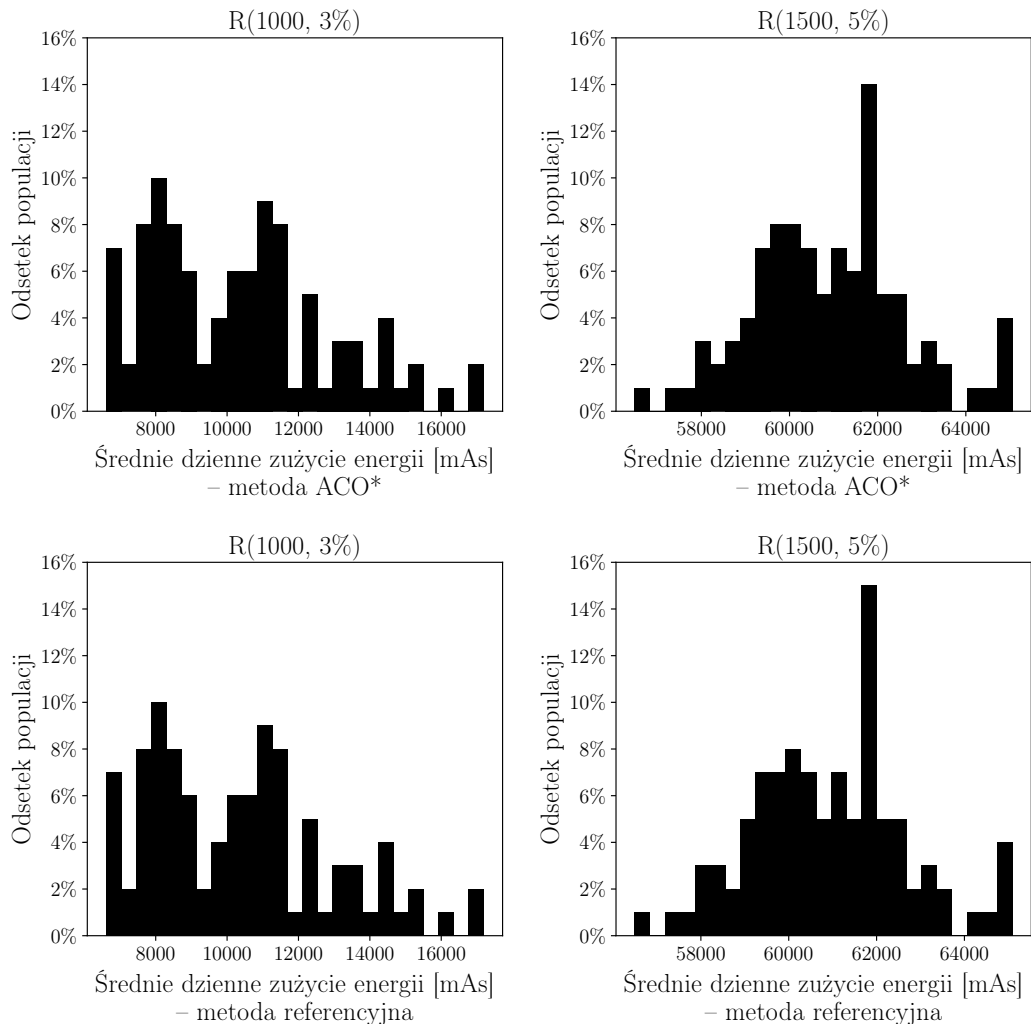 R(1000, 3%)
16%
14%
12%
10%
8%
6%
4%
2%
0%
Odsetek populacji
8000 10000 12000 14000 16000
Średnie dzienne zużycie energii [mAs]
– metoda ACO*
R(1500, 5%)
16%
14%
12%
10%
8%
6%
4%
2%
0%
Odsetek populacji
58000 60000 62000 64000
Średnie dzienne zużycie energii [mAs]
– metoda ACO*
R(1000, 3%)
16%
14%
12%
10%
8%
6%
4%
2%
0%
Odsetek populacji
8000 10000 12000 14000 16000
Średnie dzienne zużycie energii [mAs]
– metoda referencyjna
R(1500, 5%)
16%
14%
12%
10%
8%
6%
4%
2%
0%
Odsetek populacji
58000 60000 62000 64000
Średnie dzienne zużycie energii [mAs]
– metoda referencyjna